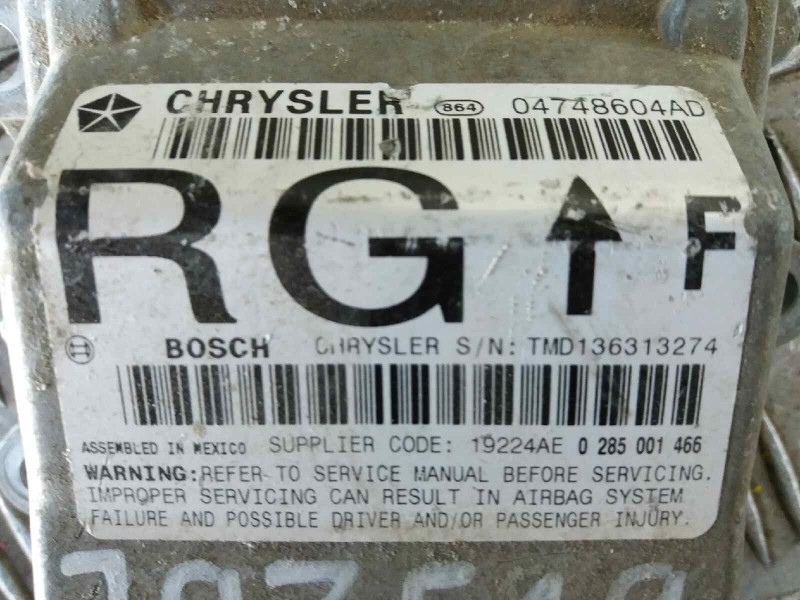 CHRYSLER 864 04748604AD
RG F
BOSCH CHRYSLER S/N: TMD136313274
ASSEMBLED IN MEXICO SUPPLIER CODE: 19224AE 0 285 001 466
WARNING: REFER TO SERVICE MANUAL BEFORE SERVICING.
IMPROPER SERVICING CAN RESULT IN AIRBAG SYSTEM
FAILURE AND POSSIBLE DRIVER AND/OR PASSENGER INJURY.